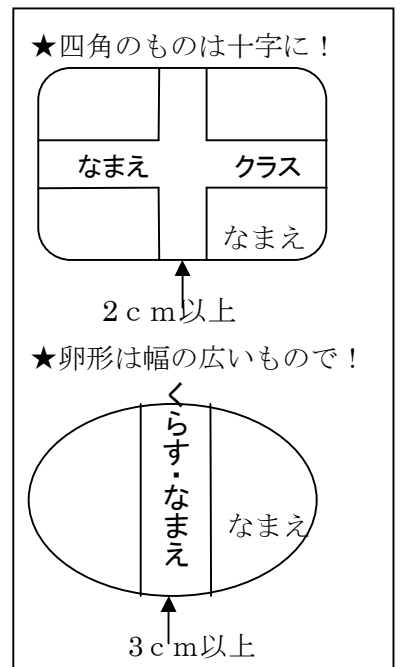 ★四角のものは十字に！
なまえ クラス
なまえ
２ｃｍ以上
★卵形は幅の広いもので！
くらす・なまえ
なまえ
３ｃｍ以上